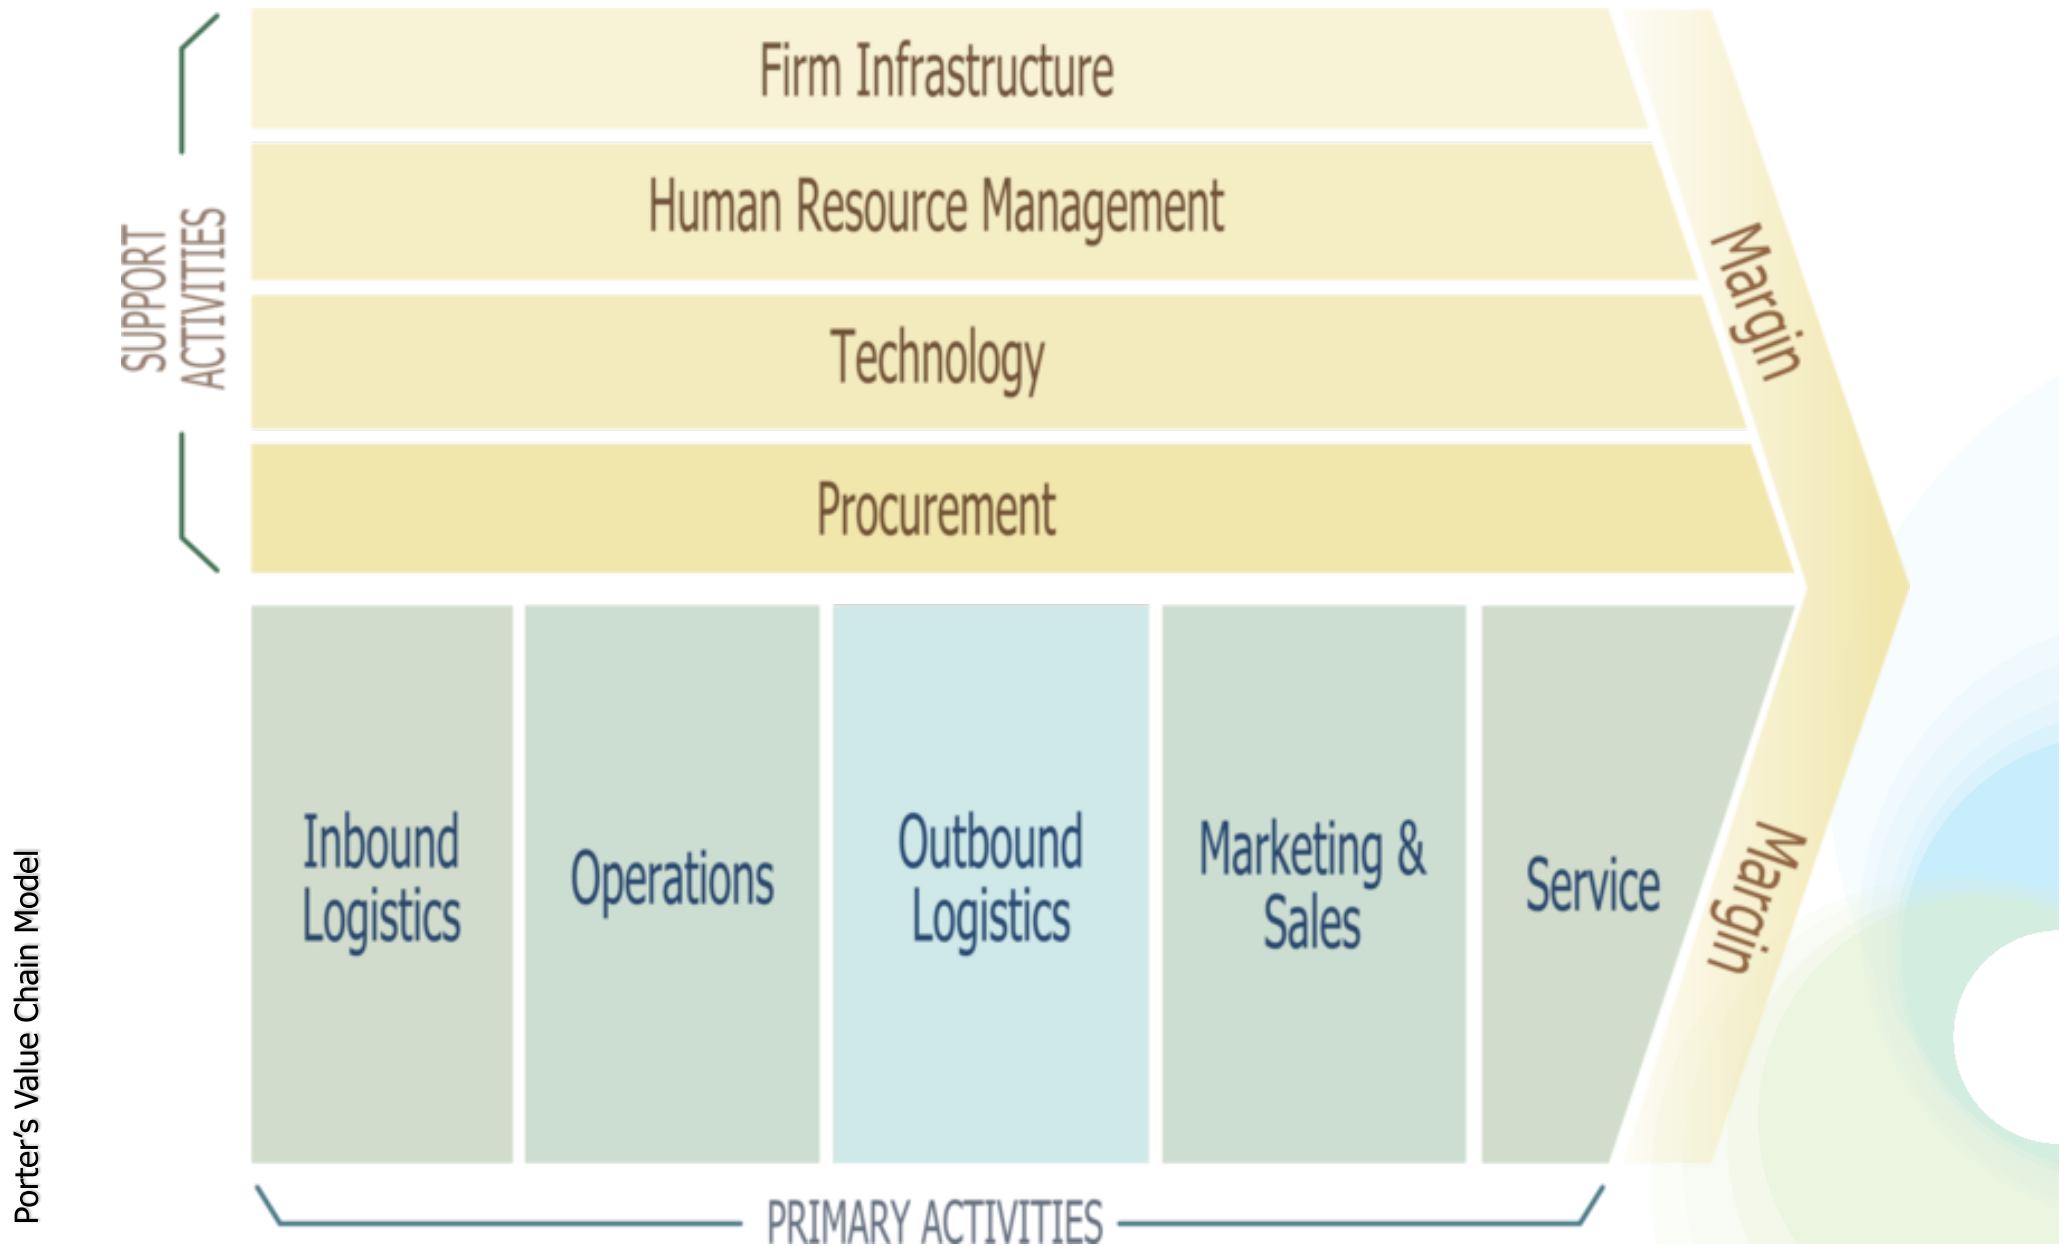 SUPPORT
ACTIVITIES
Firm Infrastructure
Human Resource Management
Technology
Procurement
Margin
Inbound
Logistics
Operations
Outbound
Logistics
Marketing &
Sales
Service
Margin
PRIMARY ACTIVITIES
Porter’s Value Chain Model